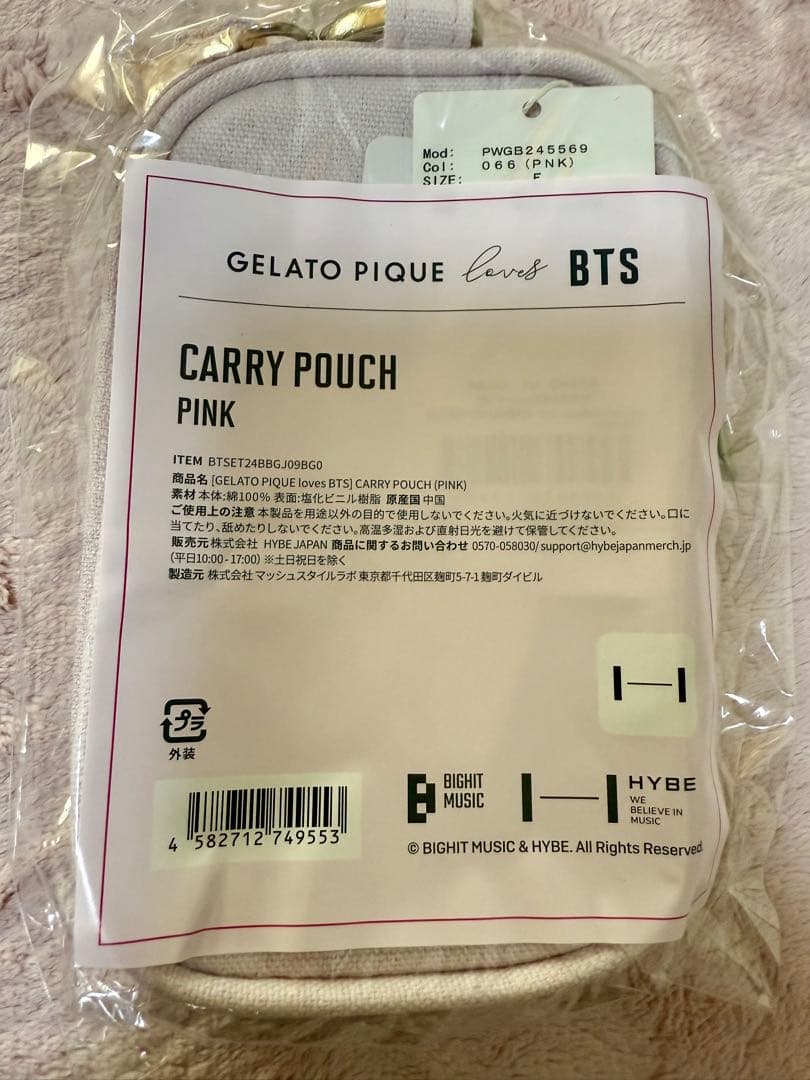 Mod: PWGB245569
Col: 066 (PNK)
SIZE: F
GELATO PIQUE loves BTS
CARRY POUCH
PINK
ITEM BTSET24BBGJ09BG0
商品名 [GELATO PIQUE loves BTS] CARRY POUCH (PINK)
素材 本体:綿100% 表面:塩化ビニル樹脂 原産国 中国
ご使用上の注意 本製品を用途以外の目的で使用しないでください。火気に近づけないでください。口に
当てたり、舐めたりしないでください。高温多湿および直射日光を避けて保管してください。
販売元 株式会社 HYBE JAPAN 商品に関するお問い合わせ 0570-058030/ support@hybejapanmerch.jp
(平日10:00 - 17:00) ※土日祝日を除く
製造元 株式会社 マッシュスタイルラボ 東京都千代田区麹町5-7-1 麹町ダイビル
プラ
外装
4 582712 749553
BIGHIT
MUSIC
HYBE
WE
BELIEVE IN
MUSIC
© BIGHIT MUSIC & HYBE. All Rights Reserved.